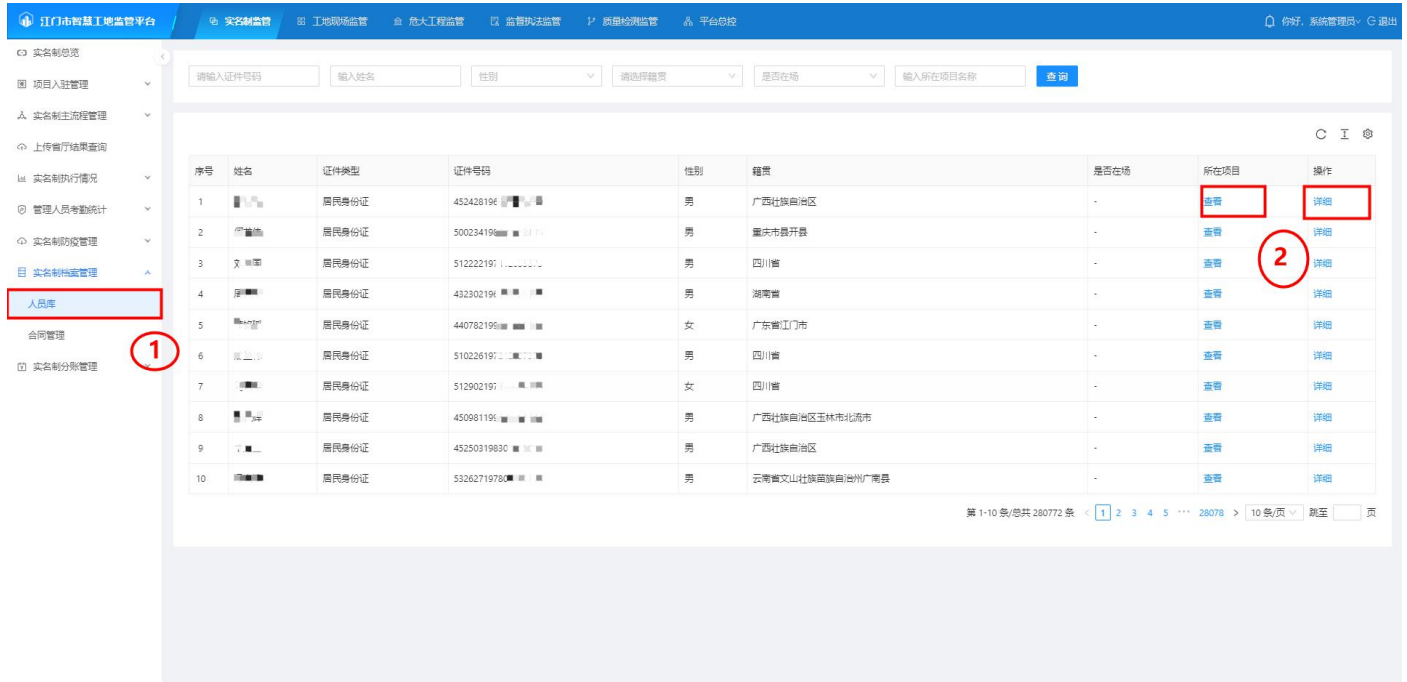 江门市智慧工地监管平台 实名制监管 工地现场监管 危大工程监管 监督执法监管 质量检测监管 平台总控 你好，系统管理员 退出
实名制总览
项目入驻管理
实名制主流程管理
上传省厅结果查询
实名制执行情况
管理人员考勤统计
实名制防疫管理
实名制档案管理
人员库
合同管理
实名制分账管理
1
请输入证件号码 输入姓名 性别 请选择籍贯 是否在场 输入所在项目名称 查询
序号 姓名 证件类型 证件号码 性别 籍贯 是否在场 所在项目 操作
1 居民身份证 452428196 男 广西壮族自治区 - 查看 详细
2 居民身份证 500234198 男 重庆市县开县 - 查看 详细
3 文 国 居民身份证 512222197 男 四川省 - 查看 详细
4 居民身份证 43230219 男 湖南省 - 查看 详细
5 居民身份证 440782199 女 广东省江门市 - 查看 详细
6 居民身份证 510226197 男 四川省 - 查看 详细
7 居民身份证 512902197 女 四川省 - 查看 详细
8 居民身份证 450981199 男 广西壮族自治区玉林市北流市 - 查看 详细
9 居民身份证 45250319830 男 广西壮族自治区 - 查看 详细
10 居民身份证 5326271978 男 云南省文山壮族苗族自治州广南县 - 查看 详细
2
第 1-10 条/总共 280772 条 < 1 2 3 4 5 ··· 28078 > 10 条/页 跳至 页